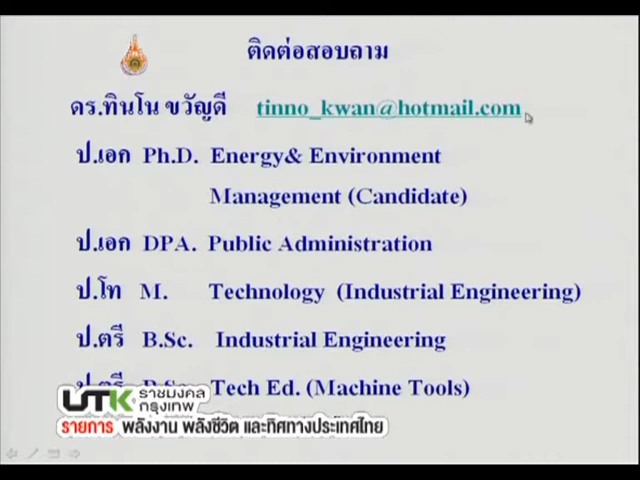 ติดต่อสอบถาม
ดร.ทินโน ขวัญดี tinno_kwan@hotmail.com
ป.เอก Ph.D. Energy& Environment
Management (Candidate)
ป.เอก DPA. Public Administration
ป.โท M. Technology (Industrial Engineering)
ป.ตรี B.Sc. Industrial Engineering
ป.ตรี B.Sc. Tech Ed. (Machine Tools)
UTK ราชมงคล
กรุงเทพ
รายการ พลังงาน พลังชีวิต และทิศทางประเทศไทย